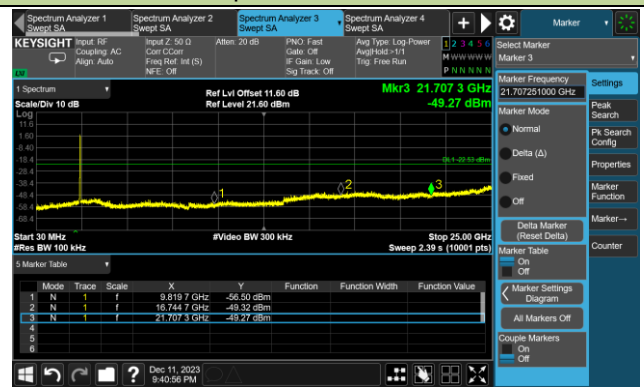 Spectrum Analyzer 1
Swept SA
Spectrum Analyzer 2
Swept SA
Spectrum Analyzer 3
Swept SA
Spectrum Analyzer 4
Swept SA
+
Marker
KEYSIGHT
Input: RF
Coupling: AC
Align: Auto
Input Z: 50 Ω
Corr CCorr
Freq Ref: Int (S)
NFE: Off
Atten: 20 dB
PNO: Fast
Gate: Off
IF Gain: Low
Sig Track: Off
Avg Type: Log-Power
Avg|Hold:>1/1
Trig: Free Run
1 2 3 4 5 6
M W W W W W
P N N N N N
LW
Select Marker
Marker 3
1 Spectrum
Scale/Div 10 dB
Log
Ref Lvl Offset 11.60 dB
Ref Level 21.60 dBm
Mkr3 21.707 3 GHz
-49.27 dBm
11.6
1.60
-8.40
-18.4
-28.4
-38.4
-48.4
-58.4
-68.4
DL1 -22.53 dBm
1
2
3
Start 30 MHz
#Res BW 100 kHz
#Video BW 300 kHz
Stop 25.00 GHz
Sweep 2.39 s (10001 pts)
5 Marker Table
Mode Trace Scale X Y Function Function Width Function Value
1 N 1 f 9.819 7 GHz -56.50 dBm
2 N 1 f 16.744 7 GHz -49.32 dBm
3 N 1 f 21.707 3 GHz -49.27 dBm
4
5
6
Marker Frequency
21.707251000 GHz
Marker Mode
Normal
Delta (Δ)
Fixed
Off
Delta Marker
(Reset Delta)
Marker Table
On
Off
Marker Settings
Diagram
All Markers Off
Couple Markers
On
Off
Settings
Peak
Search
Pk Search
Config
Properties
Marker
Function
Marker→
Counter
?
Dec 11, 2023
9:40:56 PM